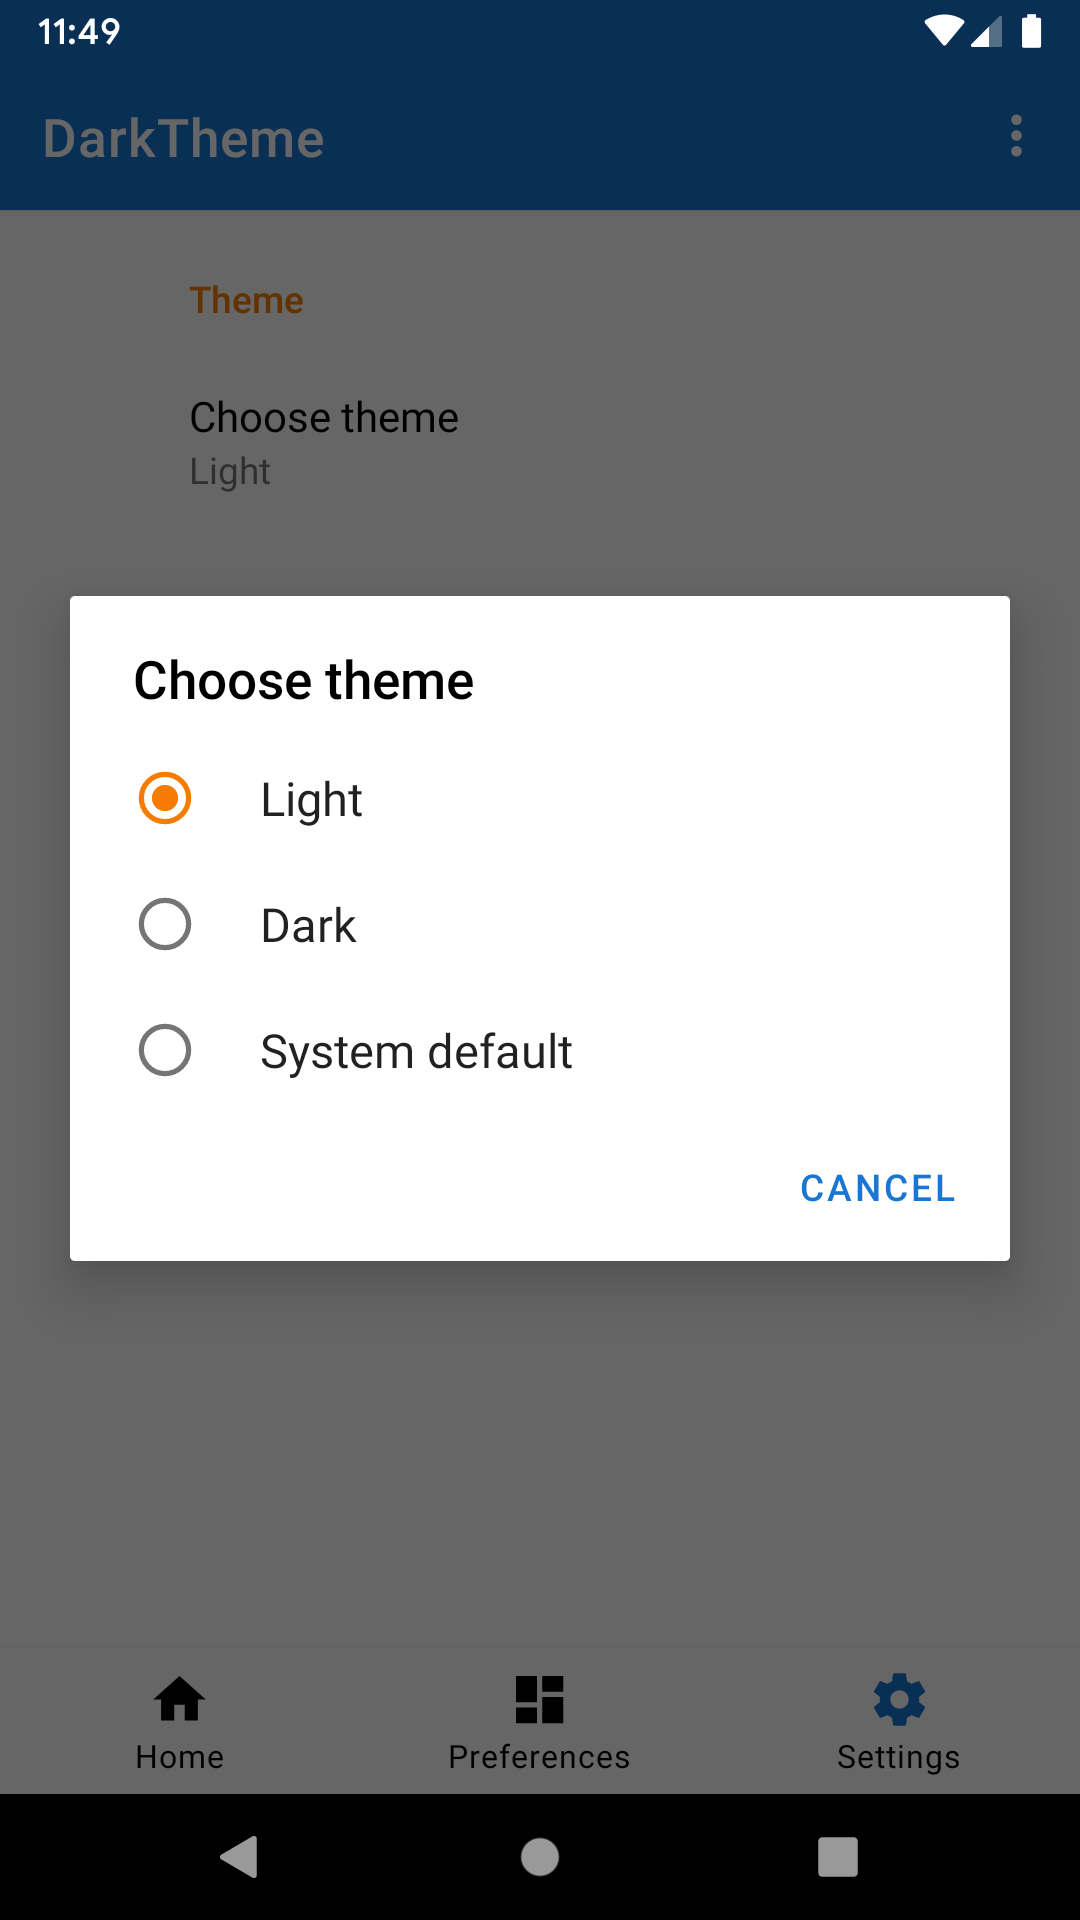 11:49
DarkTheme
Theme
Choose theme
Light
Choose theme
Light
Dark
System default
CANCEL
Home
Preferences
Settings